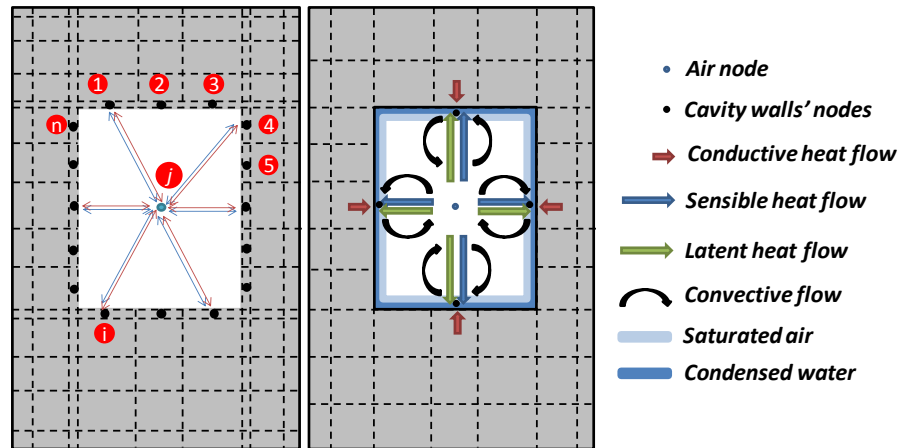 1
2
3
n
4
5
j
i
Air node
Cavity walls' nodes
Conductive heat flow
Sensible heat flow
Latent heat flow
Convective flow
Saturated air
Condensed water